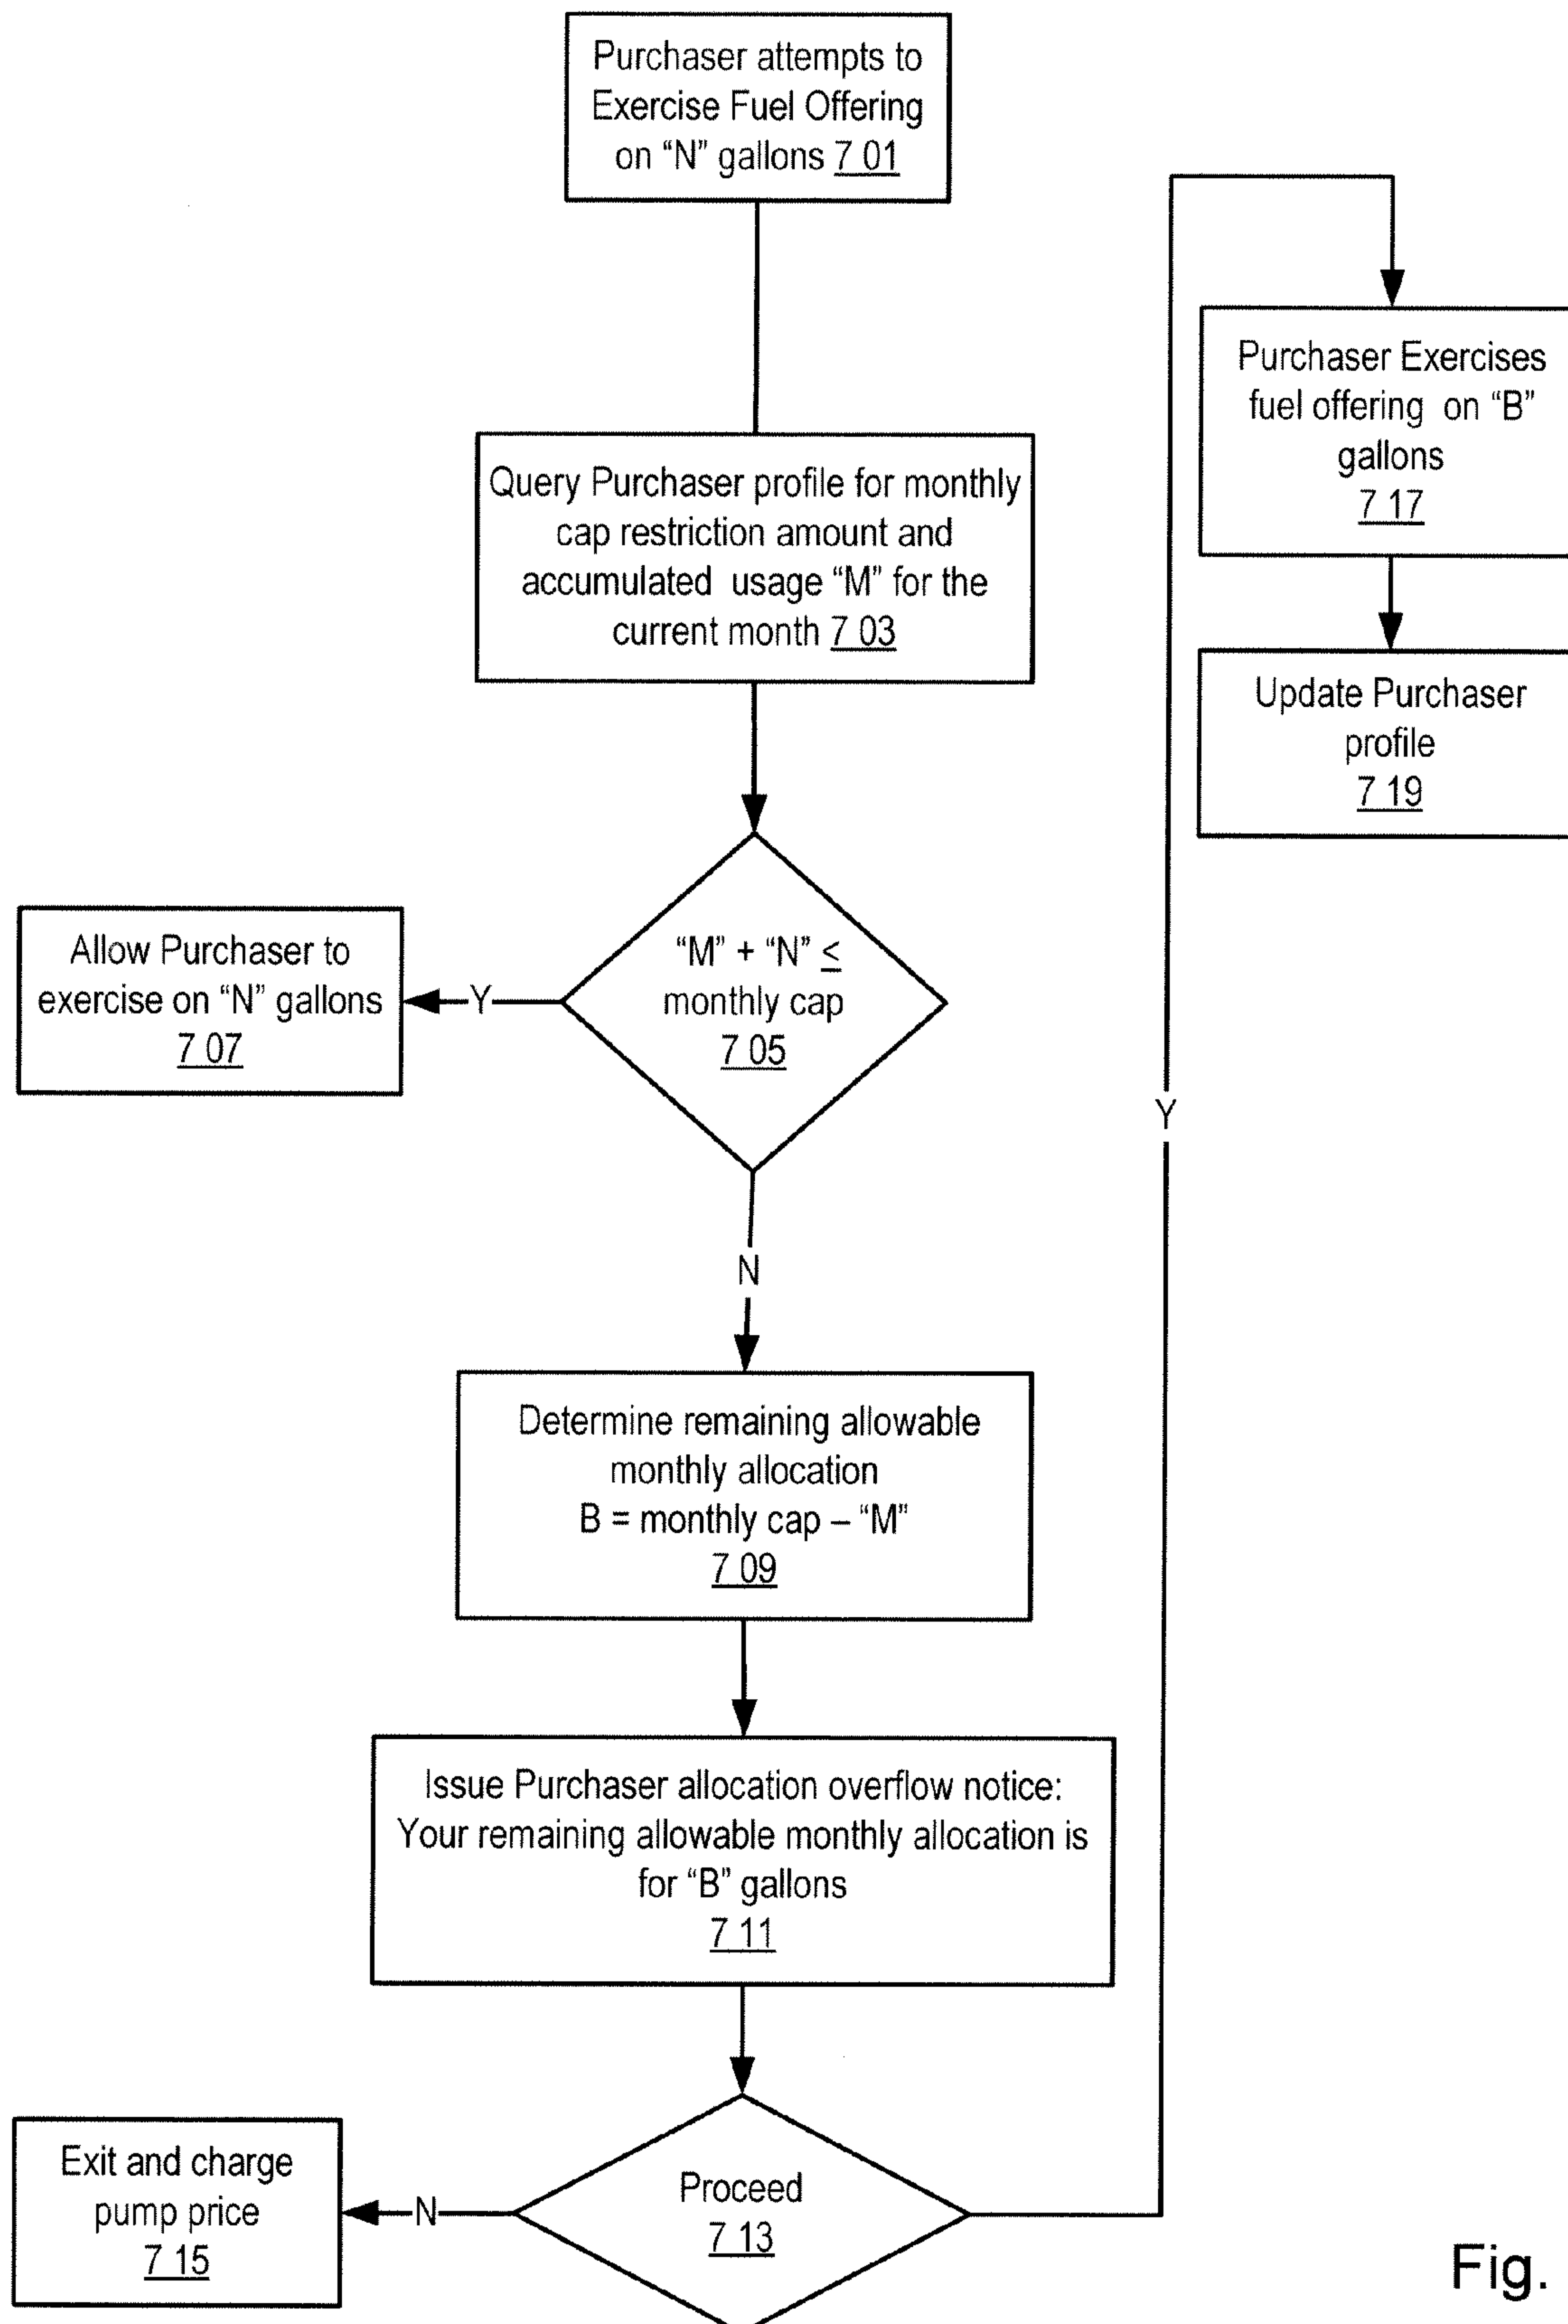 Purchaser attempts to
Exercise Fuel Offering
on “N” gallons 7 01
Query Purchaser profile for monthly
cap restriction amount and
accumulated usage “M” for the
current month 7 03
“M” + “N” ≤
monthly cap
7 05
Y
Allow Purchaser to
exercise on “N” gallons
7 07
N
Determine remaining allowable
monthly allocation
B = monthly cap – “M”
7 09
Issue Purchaser allocation overflow notice:
Your remaining allowable monthly allocation is
for “B” gallons
7 11
Proceed
7 13
N
Exit and charge
pump price
7 15
Y
Purchaser Exercises
fuel offering on “B”
gallons
7 17
Update Purchaser
profile
7 19
Fig.